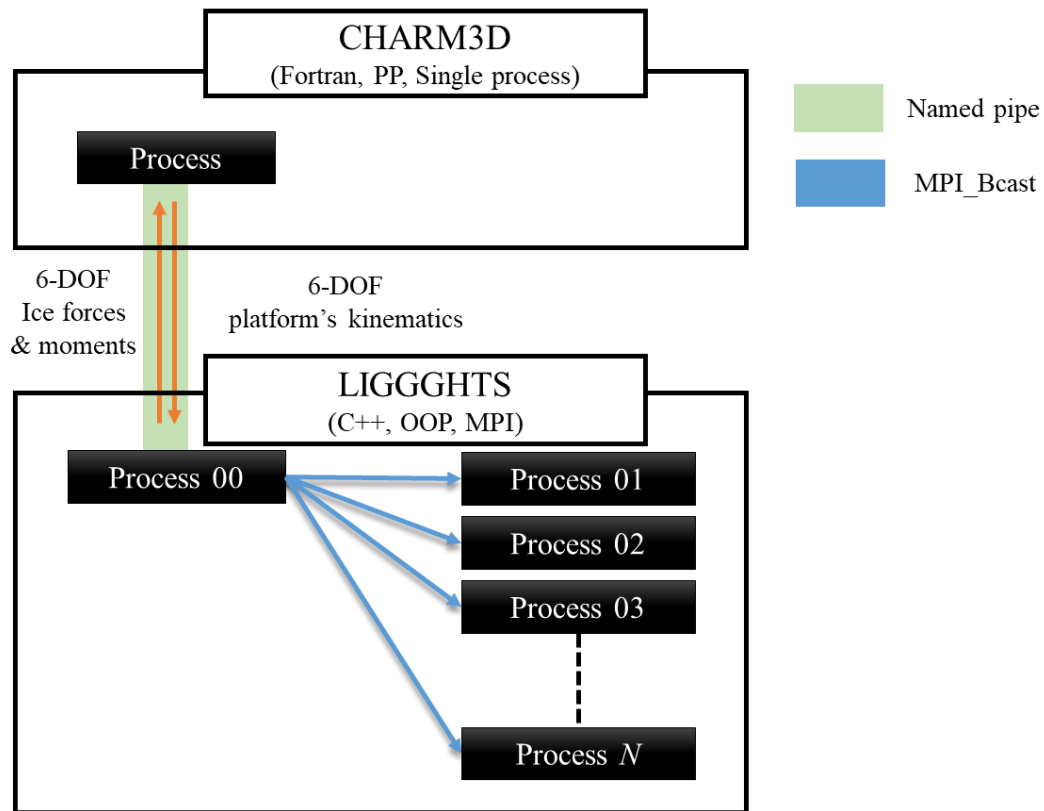 CHARM3D
(Fortran, PP, Single process)
Named pipe
Process
MPI_Bcast
6-DOF
Ice forces
& moments
6-DOF
platform’s kinematics
LIGGGHTS
(C++, OOP, MPI)
Process 00
Process 01
Process 02
Process 03
Process N